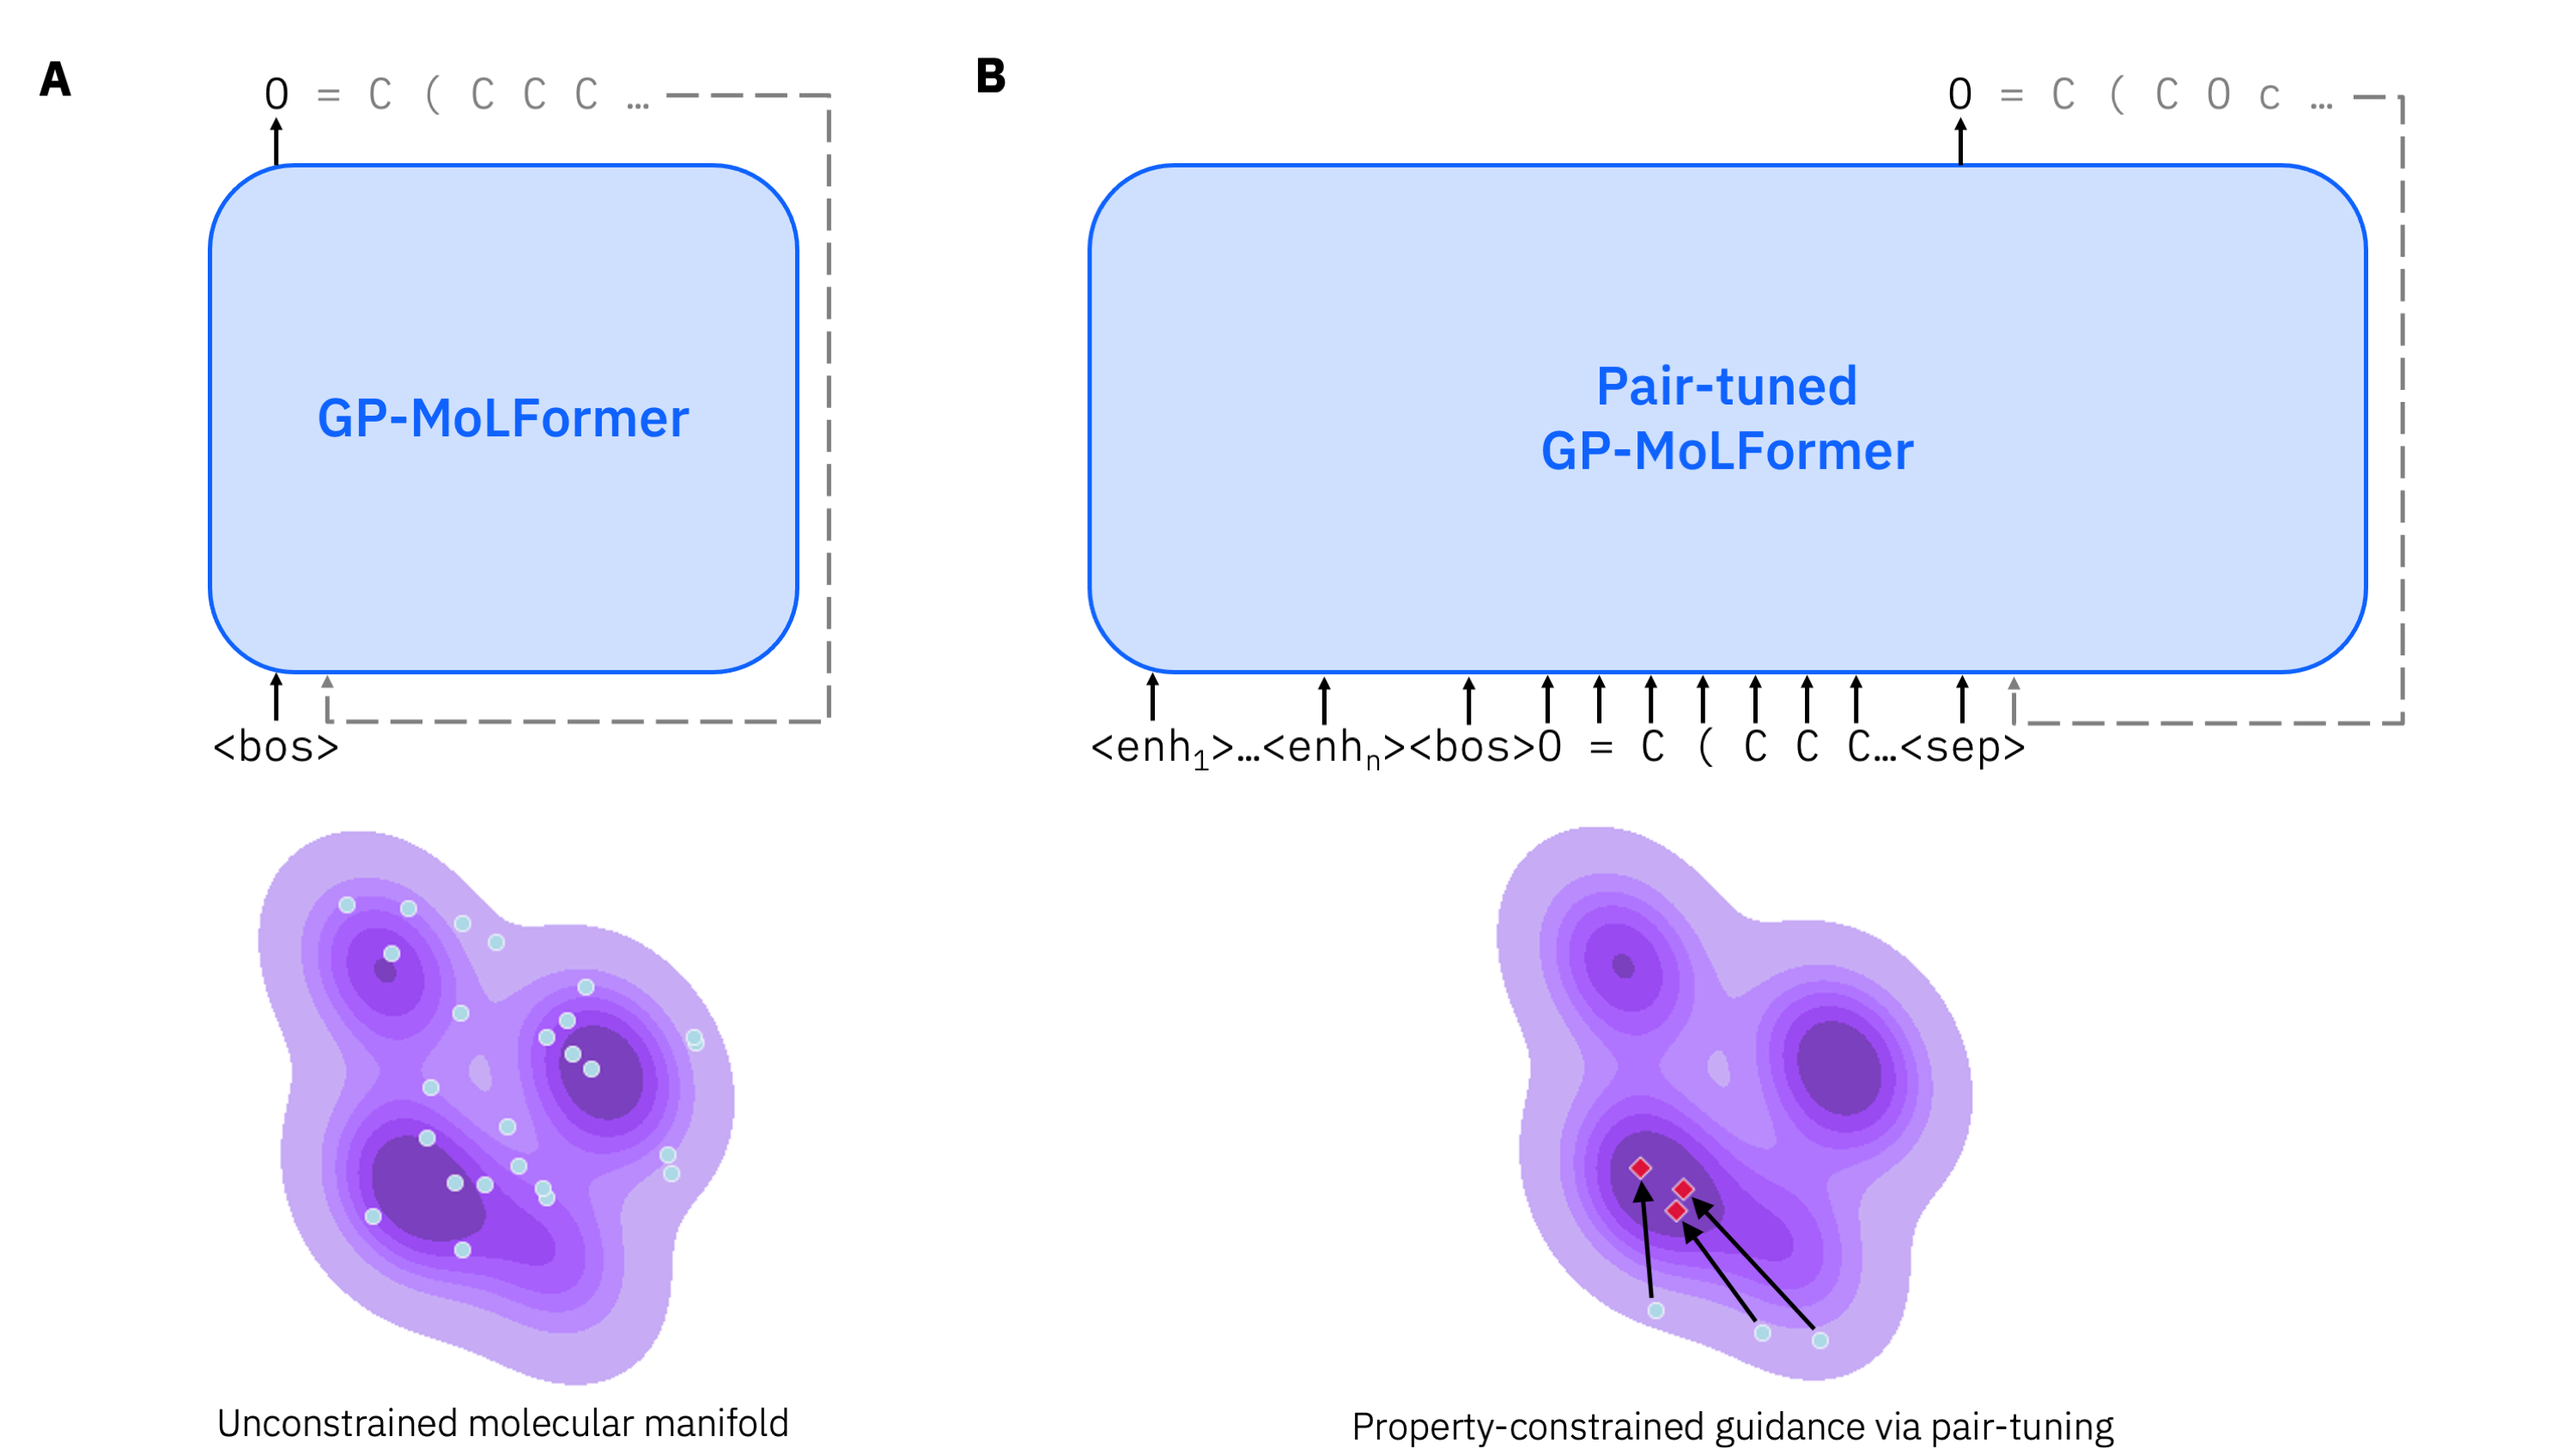 A
O = C ( C C C …
GP-MoLFormer
<bos>
Unconstrained molecular manifold
B
O = C ( C O c …
Pair-tuned
GP-MoLFormer
<enh₁>…<enhₙ><bos>O = C ( C C C…<sep>
Property-constrained guidance via pair-tuning